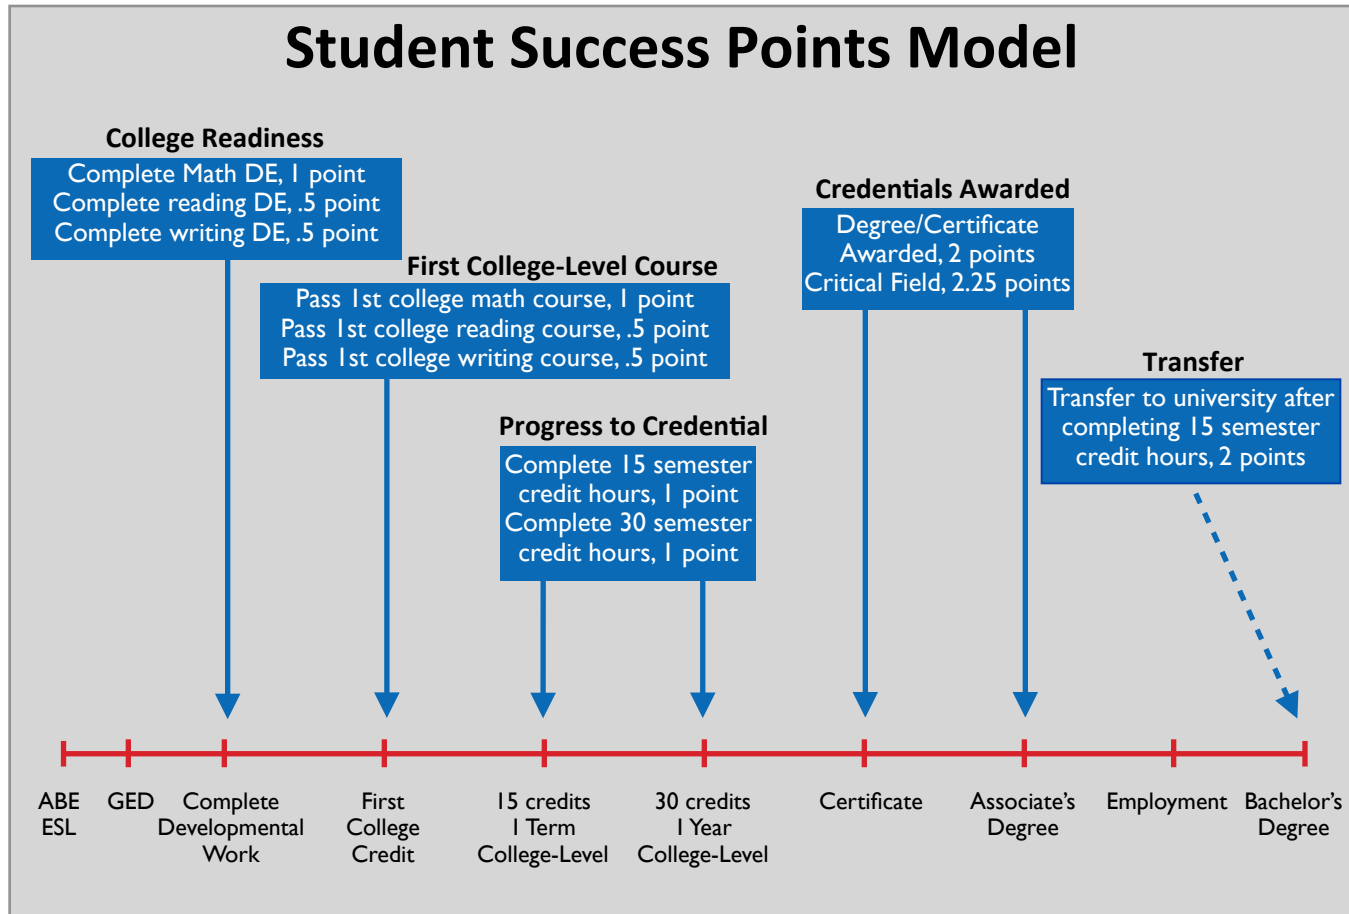 Student Success Points Model
College Readiness
Complete Math DE, 1 point
Complete reading DE, .5 point
Complete writing DE, .5 point
First College-Level Course
Pass 1st college math course, 1 point
Pass 1st college reading course, .5 point
Pass 1st college writing course, .5 point
Progress to Credential
Complete 15 semester
credit hours, 1 point
Complete 30 semester
credit hours, 1 point
Credentials Awarded
Degree/Certificate
Awarded, 2 points
Critical Field, 2.25 points
Transfer
Transfer to university after
completing 15 semester
credit hours, 2 points
ABE
ESL
GED
Complete
Developmental
Work
First
College
Credit
15 credits
1 Term
College-Level
30 credits
1 Year
College-Level
Certificate
Associate's
Degree
Employment
Bachelor's
Degree